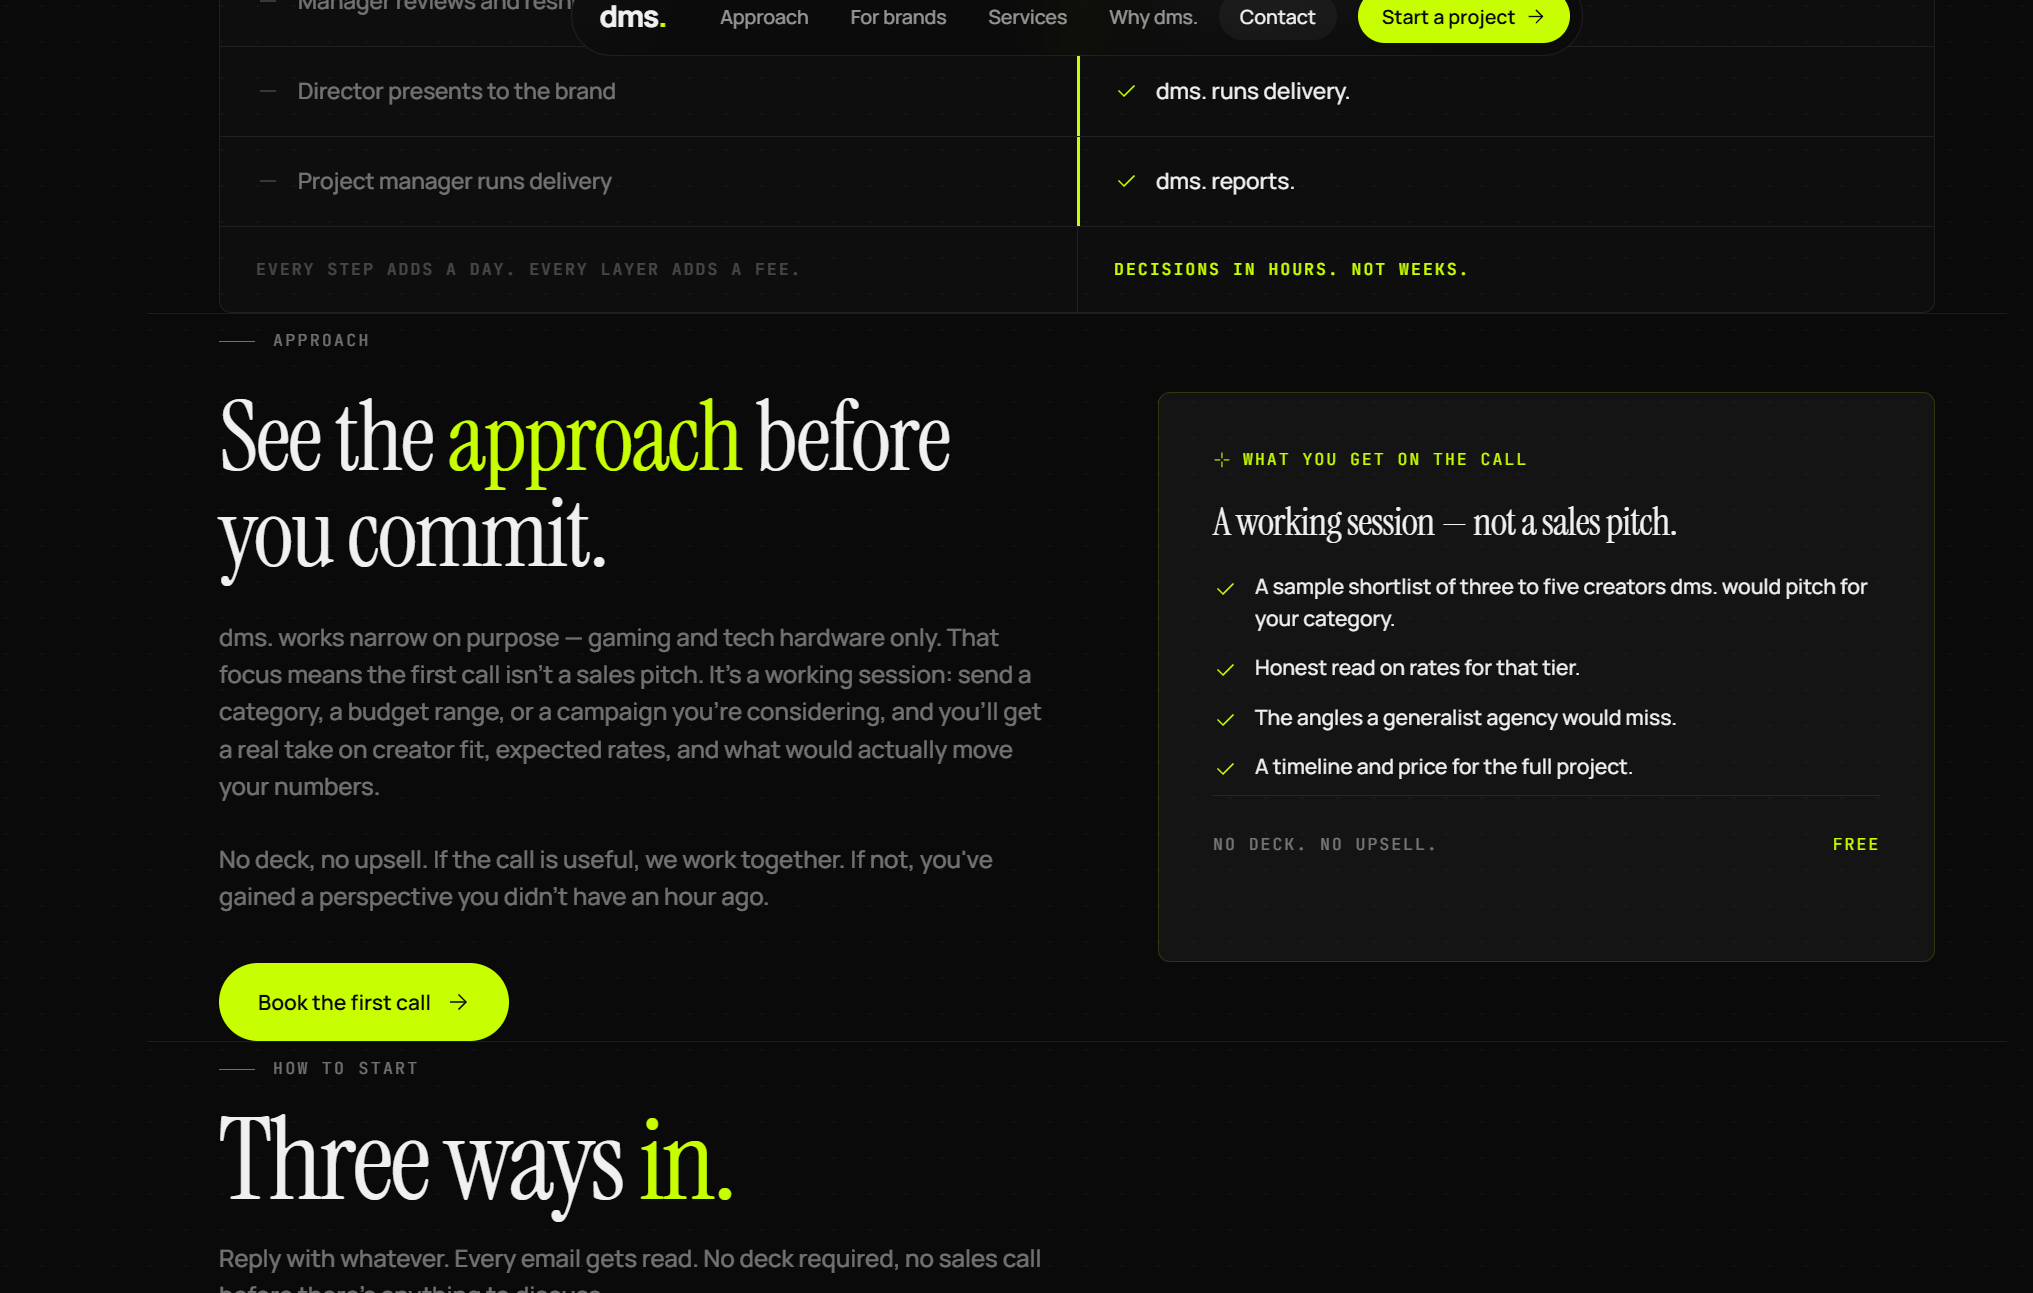 Manager reviews and
dms.
Approach
For brands
Services
Why dms.
Contact
Start a project →
— Director presents to the brand
✓ dms. runs delivery.
— Project manager runs delivery
✓ dms. reports.
EVERY STEP ADDS A DAY. EVERY LAYER ADDS A FEE.
DECISIONS IN HOURS. NOT WEEKS.
APPROACH
See the approach before
you commit.
dms. works narrow on purpose — gaming and tech hardware only. That
focus means the first call isn’t a sales pitch. It’s a working session: send a
category, a budget range, or a campaign you’re considering, and you’ll get
a real take on creator fit, expected rates, and what would actually move
your numbers.
No deck, no upsell. If the call is useful, we work together. If not, you've
gained a perspective you didn’t have an hour ago.
Book the first call →
WHAT YOU GET ON THE CALL
A working session — not a sales pitch.
✓ A sample shortlist of three to five creators dms. would pitch for
your category.
✓ Honest read on rates for that tier.
✓ The angles a generalist agency would miss.
✓ A timeline and price for the full project.
NO DECK. NO UPSELL.
FREE
HOW TO START
Three ways in.
Reply with whatever. Every email gets read. No deck required, no sales call
before there’s anything to discuss.